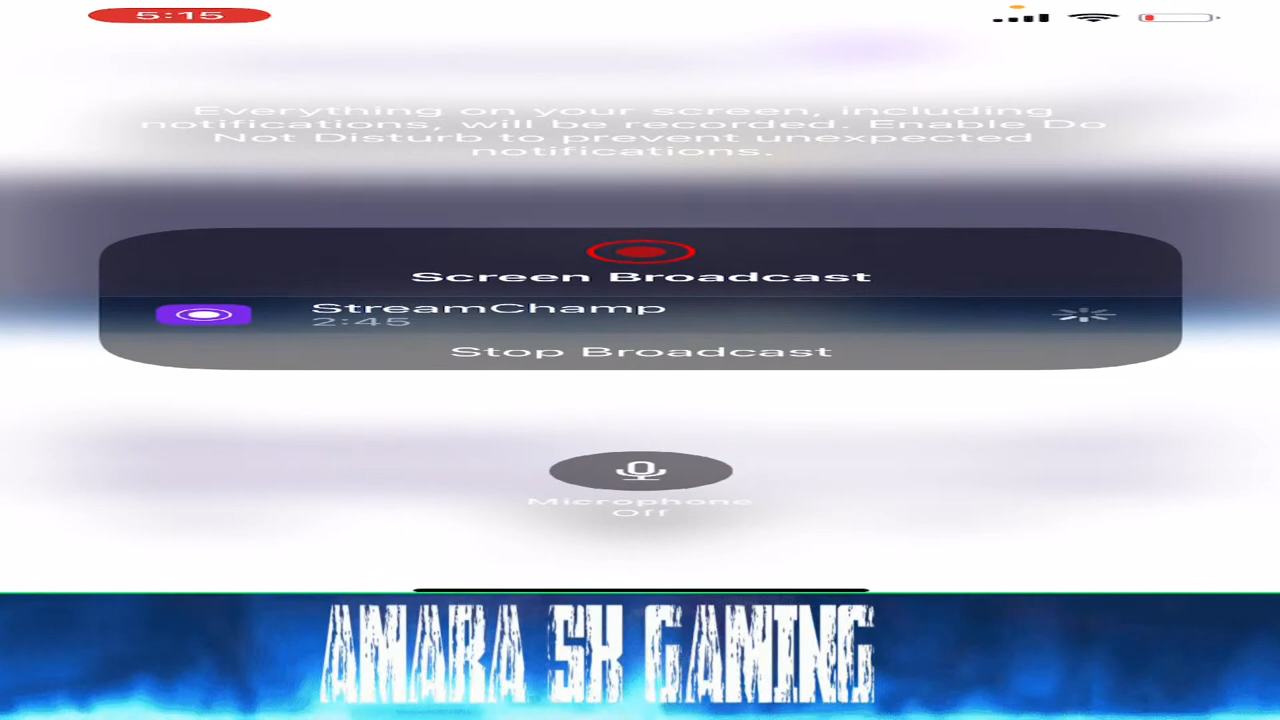 5:15
Everything on your screen, including
notifications, will be recorded. Enable Do
Not Disturb to prevent unexpected
notifications.
Screen Broadcast
StreamChamp
2:45
Stop Broadcast
Microphone
Off
AMARA SK GAMING